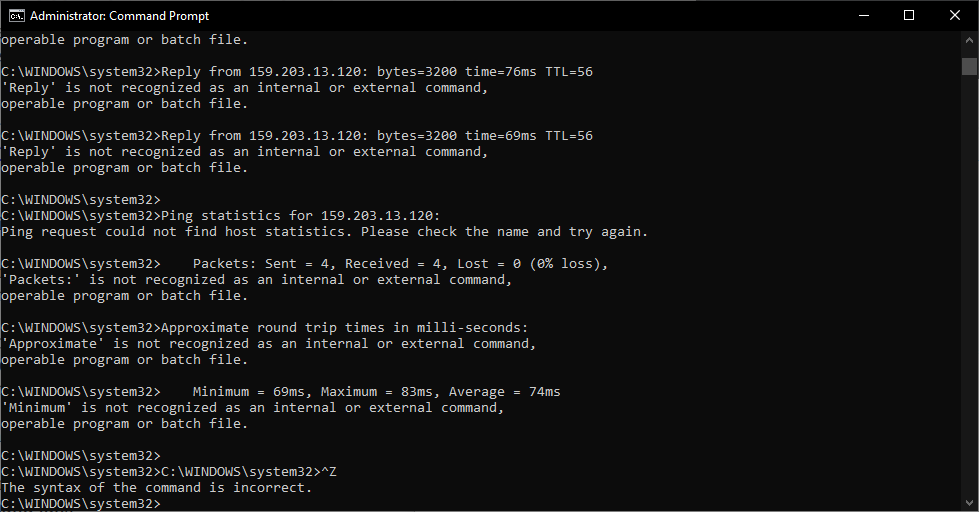 Administrator: Command Prompt
operable program or batch file.
C:\WINDOWS\system32>Reply from 159.203.13.120: bytes=3200 time=76ms TTL=56
'Reply' is not recognized as an internal or external command,
operable program or batch file.
C:\WINDOWS\system32>Reply from 159.203.13.120: bytes=3200 time=69ms TTL=56
'Reply' is not recognized as an internal or external command,
operable program or batch file.
C:\WINDOWS\system32>
C:\WINDOWS\system32>Ping statistics for 159.203.13.120:
Ping request could not find host statistics. Please check the name and try again.
C:\WINDOWS\system32>    Packets: Sent = 4, Received = 4, Lost = 0 (0% loss),
'Packets:' is not recognized as an internal or external command,
operable program or batch file.
C:\WINDOWS\system32>Approximate round trip times in milli-seconds:
'Approximate' is not recognized as an internal or external command,
operable program or batch file.
C:\WINDOWS\system32>    Minimum = 69ms, Maximum = 83ms, Average = 74ms
'Minimum' is not recognized as an internal or external command,
operable program or batch file.
C:\WINDOWS\system32>
C:\WINDOWS\system32>C:\WINDOWS\system32>^Z
The syntax of the command is incorrect.
C:\WINDOWS\system32>